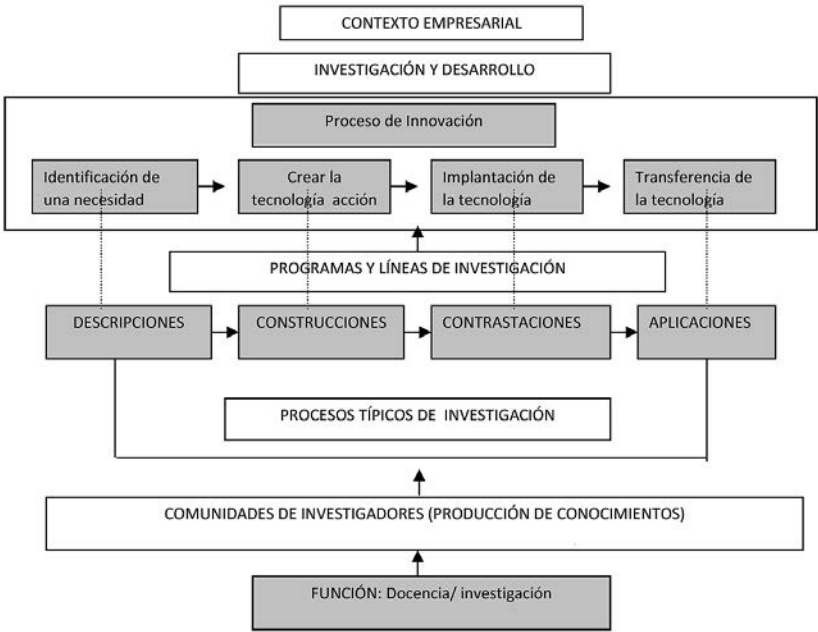 CONTEXTO EMPRESARIAL
INVESTIGACIÓN Y DESARROLLO
Proceso de Innovación
Identificación de
una necesidad
Crear la
tecnología acción
Implantación de
la tecnología
Transferencia de
la tecnología
PROGRAMAS Y LÍNEAS DE INVESTIGACIÓN
DESCRIPCIONES
CONSTRUCCIONES
CONTRASTACIONES
APLICACIONES
PROCESOS TÍPICOS DE INVESTIGACIÓN
COMUNIDADES DE INVESTIGADORES (PRODUCCIÓN DE CONOCIMIENTOS)
FUNCIÓN: Docencia/ investigación